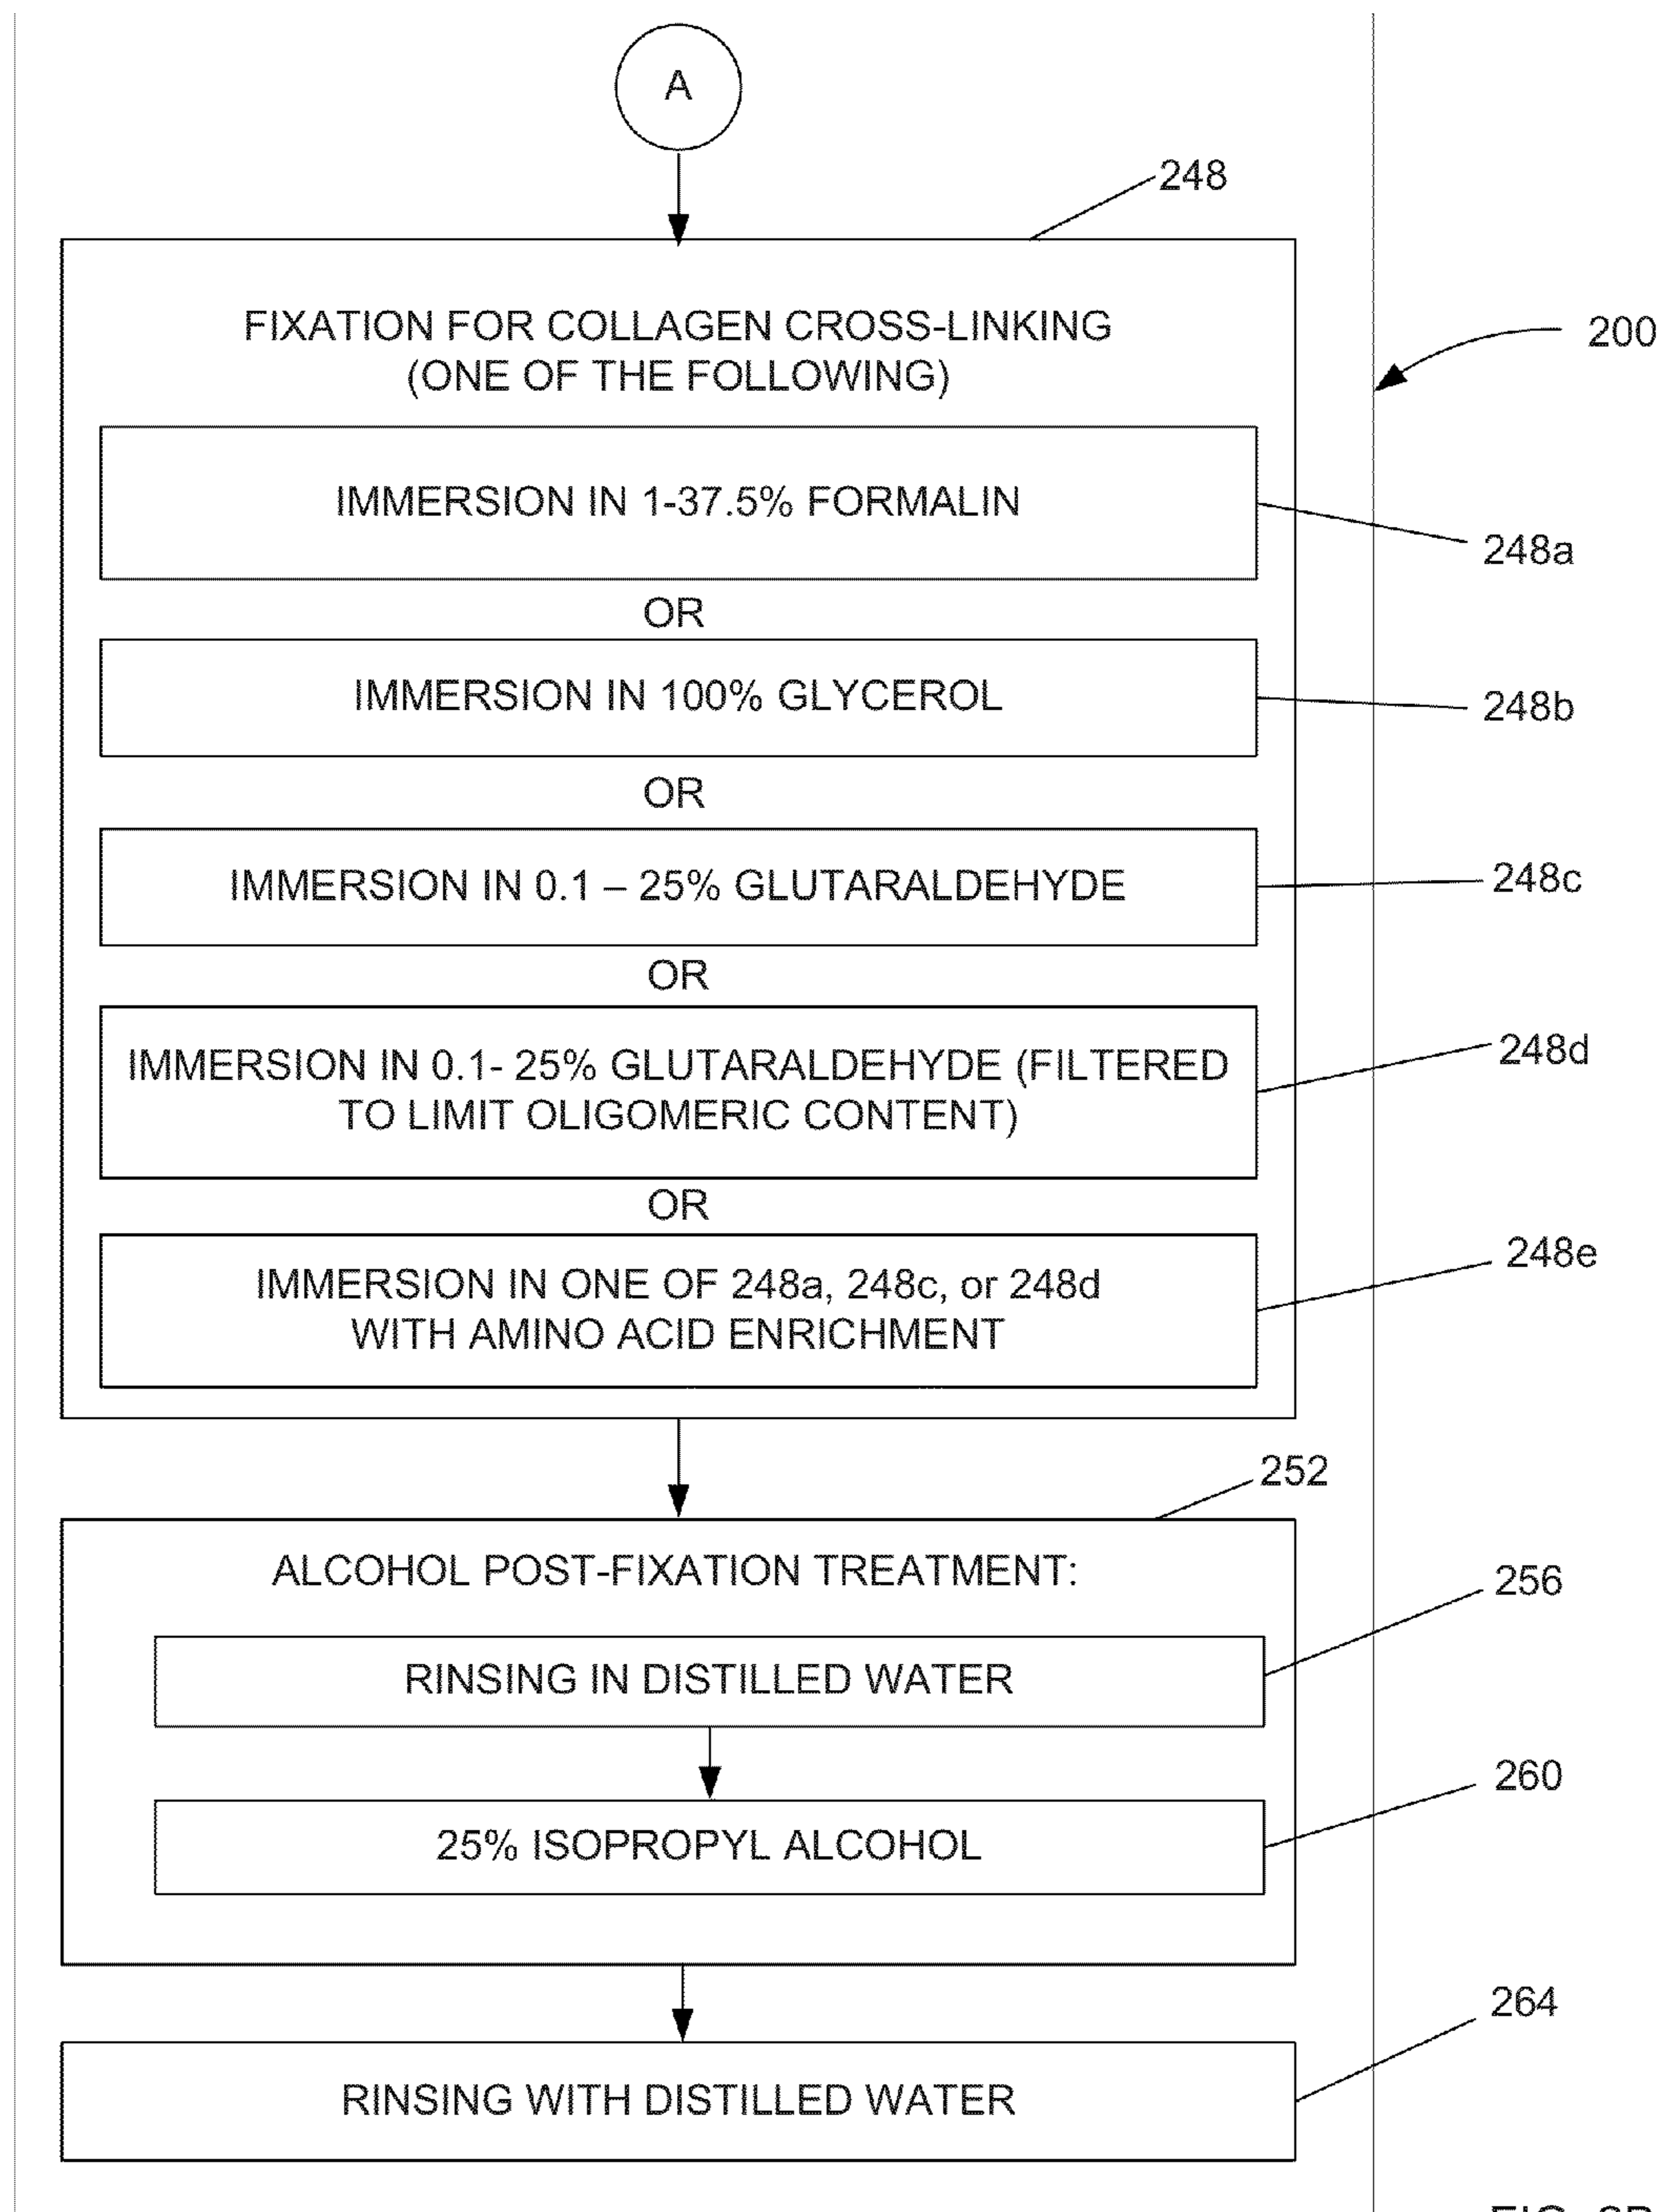 A
248
FIXATION FOR COLLAGEN CROSS-LINKING
(ONE OF THE FOLLOWING)
200
IMMERSION IN 1-37.5% FORMALIN
248a
OR
IMMERSION IN 100% GLYCEROL
248b
OR
IMMERSION IN 0.1 – 25% GLUTARALDEHYDE
248c
OR
IMMERSION IN 0.1- 25% GLUTARALDEHYDE (FILTERED
TO LIMIT OLIGOMERIC CONTENT)
248d
OR
IMMERSION IN ONE OF 248a, 248c, or 248d
WITH AMINO ACID ENRICHMENT
248e
252
ALCOHOL POST-FIXATION TREATMENT:
256
RINSING IN DISTILLED WATER
260
25% ISOPROPYL ALCOHOL
264
RINSING WITH DISTILLED WATER